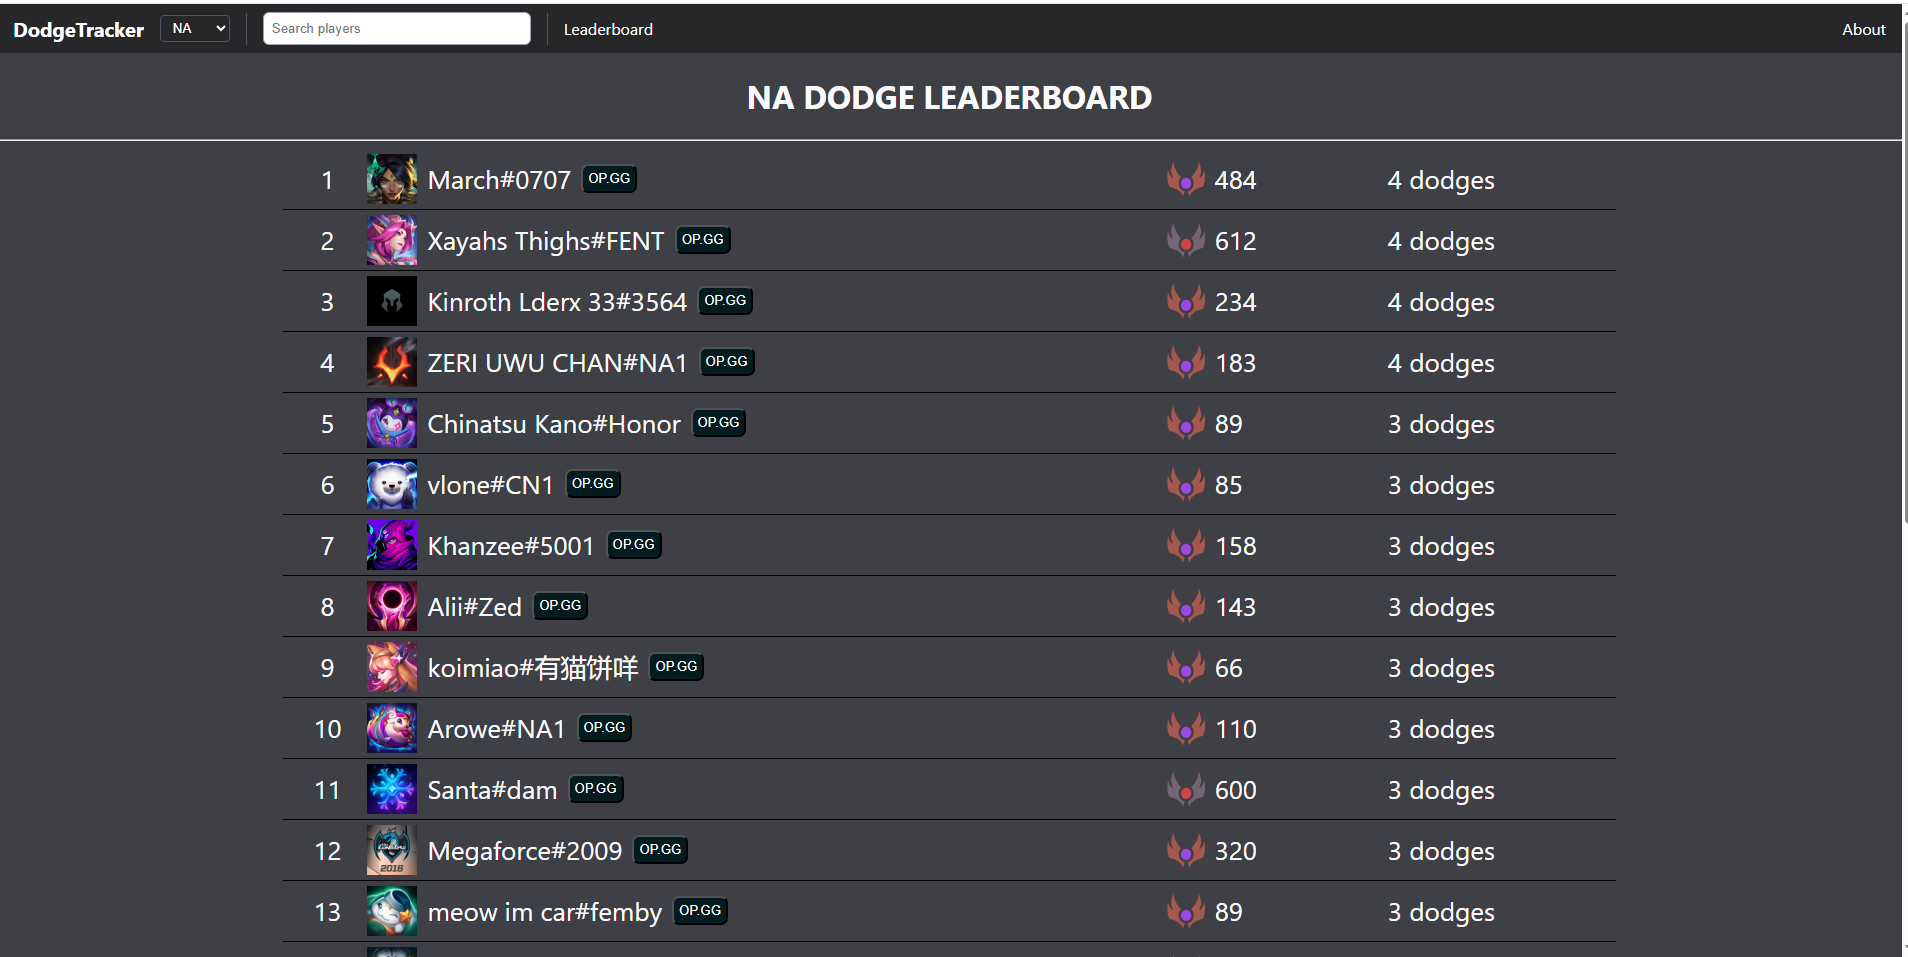 DodgeTracker NA Search players Leaderboard About
NA DODGE LEADERBOARD
1 March#0707 OP.GG 484 4 dodges
2 Xayahs Thighs#FENT OP.GG 612 4 dodges
3 Kinroth Lderx 33#3564 OP.GG 234 4 dodges
4 ZERI UWU CHAN#NA1 OP.GG 183 4 dodges
5 Chinatsu Kano#Honor OP.GG 89 3 dodges
6 vlone#CN1 OP.GG 85 3 dodges
7 Khanzee#5001 OP.GG 158 3 dodges
8 Alii#Zed OP.GG 143 3 dodges
9 koimiao#有猫饼咩 OP.GG 66 3 dodges
10 Arowe#NA1 OP.GG 110 3 dodges
11 Santa#dam OP.GG 600 3 dodges
12 2016 Megaforce#2009 OP.GG 320 3 dodges
13 meow im car#femby OP.GG 89 3 dodges